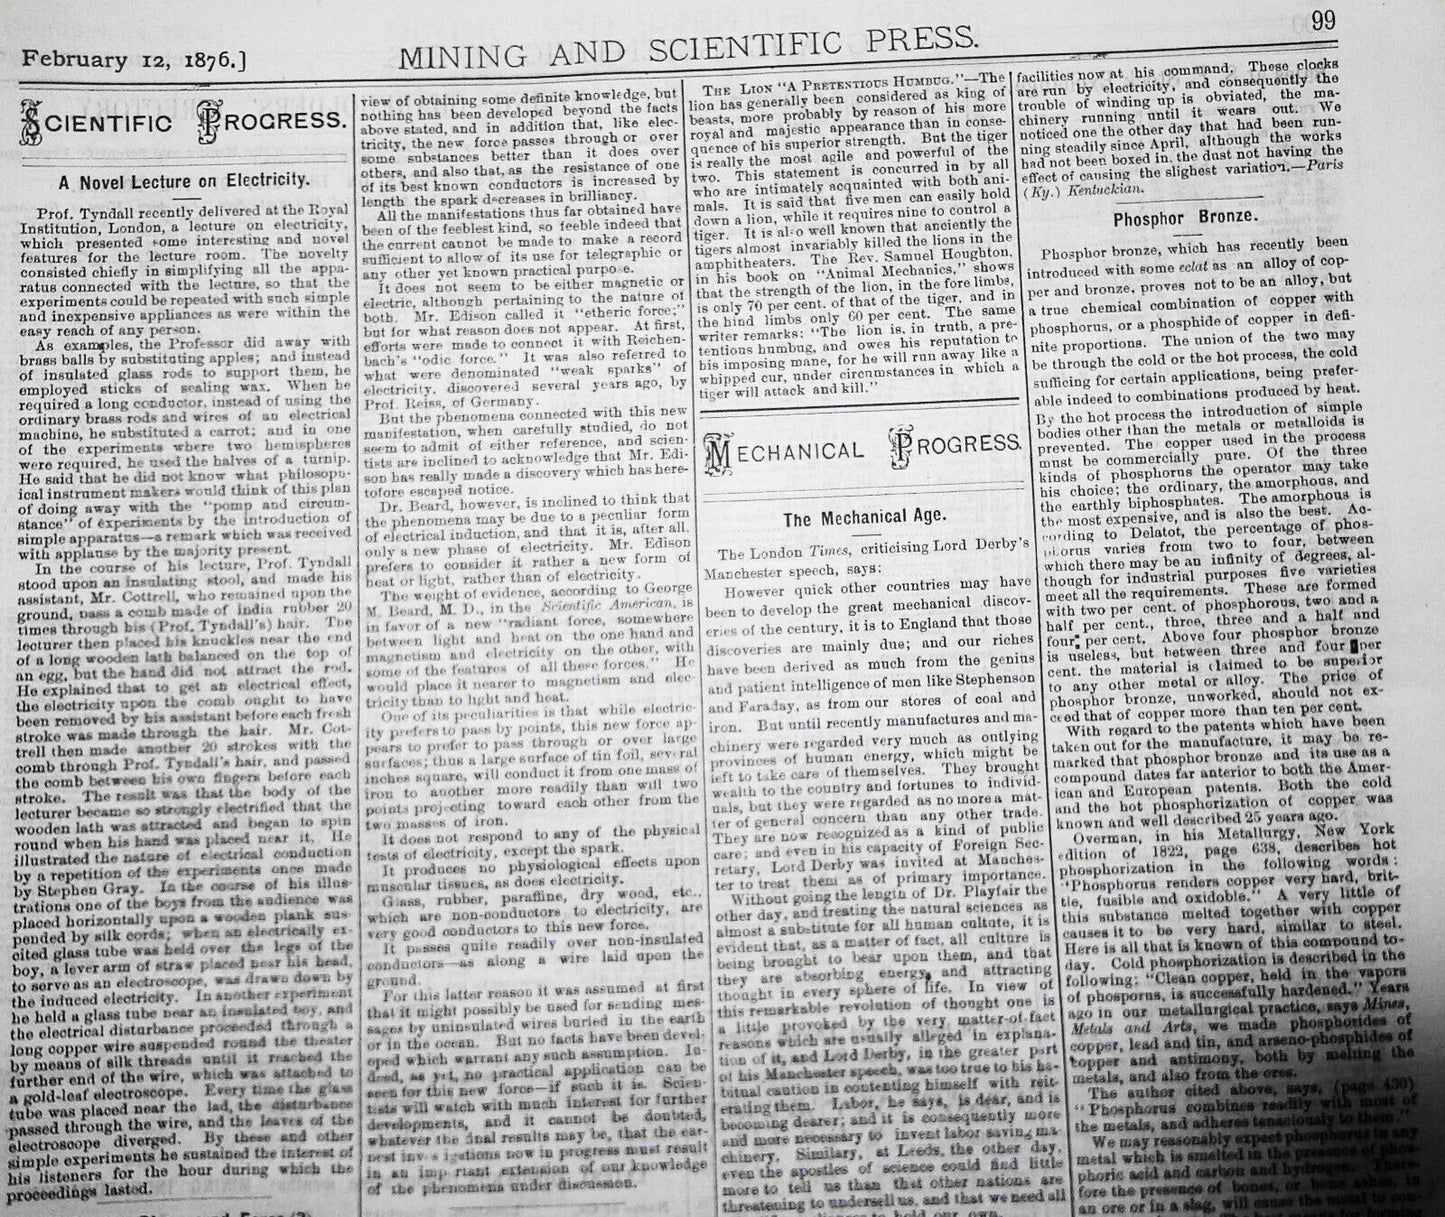 February 12, 1876.]
MINING AND SCIENTIFIC PRESS.
99
SCIENTIFIC PROGRESS.
A Novel Lecture on Electricity.
Prof. Tyndall recently delivered at the Royal
Institution, London, a lecture on electricity,
which presented some interesting and novel
features for the lecture room. The novelty
consisted chiefly in simplifying all the appa-
ratus connected with the lecture, so that the
experiments could be repeated with such simple
and inexpensive appliances as were within the
easy reach of any person.
As examples, the Professor did away with
brass balls by substituting apples; and instead
of insulated glass rods to support them, he
employed sticks of sealing wax. When he
required a long conductor, instead of using the
ordinary brass rods and wires of an electrical
machine, he substituted a carrot; and in one
of the experiments where two hemispheres
were required, he used the halves of a turnip.
He said that he did not know what philosoph-
ical instrument makers would think of this plan
of doing away with the "pomp and circum-
stance" of experiments by the introduction of
simple apparatus—a remark which was received
with applause by the majority present.
In the course of his lecture, Prof. Tyndall
stood upon an insulating stool, and made his
assistant, Mr. Cottrell, who remained upon the
ground, pass a comb made of india rubber 20
times through his (Prof. Tyndall's) hair. The
lecturer then placed his knuckles near the end
of a long wooden lath balanced on the top of
an egg, but the hand did not attract the rod.
He explained that to get an electrical effect,
the electricity upon the comb ought to have
been removed by his assistant before each fresh
stroke was made through the hair. Mr. Cot-
trell then made another 20 strokes with the
comb through Prof. Tyndall's hair, and passed
the comb between his own fingers before each
stroke. The result was that the body of the
lecturer became so strongly electrified that the
wooden lath was attracted and began to spin
round when his hand was placed near it. He
illustrated the nature of electrical conduction
by a repetition of the experiments once made
by Stephen Gray. In the course of his illus-
trations one of the boys from the audience was
placed horizontally upon a wooden plank sus-
pended by silk cords; when an electrically ex-
cited glass tube was held over the legs of the
boy, a lever arm of straw placed near his head,
to serve as an electroscope, was drawn down by
the induced electricity. In another experiment
he held a glass tube near an insulated boy, and
the electrical disturbance proceeded through a
long copper wire suspended round the theater
by means of silk threads until it reached the
further end of the wire, which was attached to
a gold-leaf electroscope. Every time the glass
tube was placed near the lad, the disturbance
passed through the wire, and the leaves of the
electroscope diverged. By these and other
simple experiments he sustained the interest of
his listeners for the hour during which the
proceedings lasted.
view of obtaining some definite knowledge, but
nothing has been developed beyond the facts
above stated, and in addition that, like elec-
tricity, the new force passes through or over
some substances better than it does over
others, and also that, as the resistance of one
of its best known conductors is increased by
length the spark decreases in brilliancy.
All the manifestations thus far obtained have
been of the feeblest kind, so feeble indeed that
the current cannot be made to make a record
sufficient to allow of its use for telegraphic or
any other yet known practical purpose.
It does not seem to be either magnetic or
electric, although pertaining to the nature of
both. Mr. Edison called it "etheric force;"
but for what reason does not appear. At first,
efforts were made to connect it with Reichen-
bach's "odic force." It was also referred to
what were denominated "weak sparks" of
electricity, discovered several years ago, by
Prof. Reiss, of Germany.
But the phenomena connected with this new
manifestation, when carefully studied, do not
seem to admit of either reference, and scien-
tists are inclined to acknowledge that Mr. Edi-
son has really made a discovery which has here-
tofore escaped notice.
Dr. Beard, however, is inclined to think that
the phenomena may be due to a peculiar form
of electrical induction, and that it is, after all,
only a new phase of electricity. Mr. Edison
prefers to consider it rather a new form of
heat or light, rather than of electricity.
The weight of evidence, according to George
M. Beard, M. D., in the Scientific American, is
in favor of a new "radiant force, somewhere
between light and heat on the one hand and
magnetism and electricity on the other, with
some of the features of all these forces." He
would place it nearer to magnetism and elec-
tricity than to light and heat.
One of its peculiarities is that while electric-
ity prefers to pass by points, this new force ap-
pears to prefer to pass through or over large
surfaces; thus a large surface of tin foil, several
inches square, will conduct it from one mass of
iron to another more readily than will two
points projecting toward each other from the
two masses of iron.
It does not respond to any of the physical
tests of electricity, except the spark.
It produces no physiological effects upon
muscular tissues, as does electricity.
Glass, rubber, paraffine, dry wood, etc.,
which are non-conductors to electricity, are
very good conductors to this new force.
It passes quite readily over non-insulated
conductors—as along a wire laid upon the
ground.
For this latter reason it was assumed at first
that it might possibly be used for sending mes-
sages by uninsulated wires buried in the earth
or in the ocean. But no facts have been devel-
oped which warrant any such assumption. In-
deed, as yet, no practical application can be
seen for this new force—if such it is. Scien-
tists will watch with much interest for further
developments, and it cannot be doubted,
whatever the final results may be, that the ear-
nest investigations now in progress must result
in an important extension of our knowledge
of the phenomena under discussion.
THE LION "A PRETENTIOUS HUMBUG."—The
lion has generally been considered as king of
beasts, more probably by reason of his more
royal and majestic appearance than in conse-
quence of his superior strength. But the tiger
is really the most agile and powerful of the
two. This statement is concurred in by all
who are intimately acquainted with both ani-
mals. It is said that five men can easily hold
down a lion, while it requires nine to control a
tiger. It is also well known that anciently the
tigers almost invariably killed the lions in the
amphitheaters. The Rev. Samuel Houghton,
in his book on "Animal Mechanics," shows
that the strength of the lion, in the fore limbs,
is only 70 per cent. of that of the tiger, and in
the hind limbs only 60 per cent. The same
writer remarks: "The lion is, in truth, a pre-
tentious humbug, and owes his reputation to
his imposing mane, for he will run away like a
whipped cur, under circumstances in which a
tiger will attack and kill."
MECHANICAL PROGRESS.
The Mechanical Age.
The London Times, criticising Lord Derby's
Manchester speech, says:
However quick other countries may have
been to develop the great mechanical discov-
eries of the century, it is to England that those
discoveries are mainly due; and our riches
have been derived as much from the genius
and patient intelligence of men like Stephenson
and Faraday, as from our stores of coal and
iron. But until recently manufactures and ma-
chinery were regarded very much as outlying
provinces of human energy, which might be
left to take care of themselves. They brought
wealth to the country and fortunes to individ-
uals, but they were regarded as no more a mat-
ter of general concern than any other trade.
They are now recognized as a kind of public
care; and even in his capacity of Foreign Sec-
retary, Lord Derby was invited at Manches-
ter to treat them as of primary importance.
Without going the length of Dr. Playfair the
other day, and treating the natural sciences as
almost a substitute for all human culture, it is
evident that, as a matter of fact, all culture is
being brought to bear upon them, and that
they are absorbing energy, and attracting
thought in every sphere of life. In view of
this remarkable revolution of thought one is
a little provoked by the very matter-of-fact
reasons which are usually alleged in explana-
tion of it, and Lord Derby, in the greater part
of his Manchester speech, was too true to his ha-
bitual caution in contenting himself with reit-
erating them. Labor, he says, is dear, and is
becoming dearer; and it is consequently more
and more necessary to invent labor saving ma-
chinery. Similary, at Leeds, the other day,
even the apostles of science could find little
more to tell us than that other nations are
threatening to undersell us, and that we need all
facilities now at his command. These clocks
are run by electricity, and consequently the
trouble of winding up is obviated, the ma-
chinery running until it wears out. We
noticed one the other day that had been run-
ning steadily since April, although the works
had not been boxed in, the dust not having the
effect of causing the slighest variation.—Paris
(Ky.) Kentuckian.
Phosphor Bronze.
Phosphor bronze, which has recently been
introduced with some eclat as an alloy of cop-
per and bronze, proves not to be an alloy, but
a true chemical combination of copper with
phosphorus, or a phosphide of copper in defi-
nite proportions. The union of the two may
be through the cold or the hot process, the cold
sufficing for certain applications, being prefer-
able indeed to combinations produced by heat.
By the hot process the introduction of simple
bodies other than the metals or metalloids is
prevented. The copper used in the process
must be commercially pure. Of the three
kinds of phosphorus the operator may take
his choice; the ordinary, the amorphous, and
the earthly biphosphates. The amorphous is
the most expensive, and is also the best. Ac-
cording to Delatot, the percentage of phos-
phorus varies from two to four, between
which there may be an infinity of degrees, al-
though for industrial purposes five varieties
meet all the requirements. These are formed
with two per cent. of phosphorous, two and a
half per cent., three, three and a half and
four per cent. Above four phosphor bronze
is useless, but between three and four per
cent. the material is claimed to be superior
to any other metal or alloy. The price of
phosphor bronze, unworked, should not ex-
ceed that of copper more than ten per cent.
With regard to the patents which have been
taken out for the manufacture, it may be re-
marked that phosphor bronze and its use as a
compound dates far anterior to both the Amer-
ican and European patents. Both the cold
and the hot phosphorization of copper was
known and well described 25 years ago.
Overman, in his Metallurgy, New York
edition of 1822, page 638, describes hot
phosphorization in the following words:
"Phosphorus renders copper very hard, brit-
tle, fusible and oxidoble." A very little of
this substance melted together with copper
causes it to be very hard, similar to steel.
Here is all that is known of this compound to-
day. Cold phosphorization is described in the
following: "Clean copper, held in the vapors
of phosporus, is successfully hardened." Years
ago in our metallurgical practice, says Mines,
Metals and Arts, we made phosphorides of
copper, lead and tin, and arseno-phosphides of
copper and antimony, both by melting the
metals, and also from the ores.
The author cited above, says, (page 430)
"Phosphorus combines readily with most of
the metals, and adheres tenaciously to them."
We may reasonably expect phosphorus in any
metal which is smelted in the presence of phos-
phoric acid and carbon and hydrogen. There-
fore the presence of bones, or bone ashes, in
an ore or in a slag, will cause the metal to con-